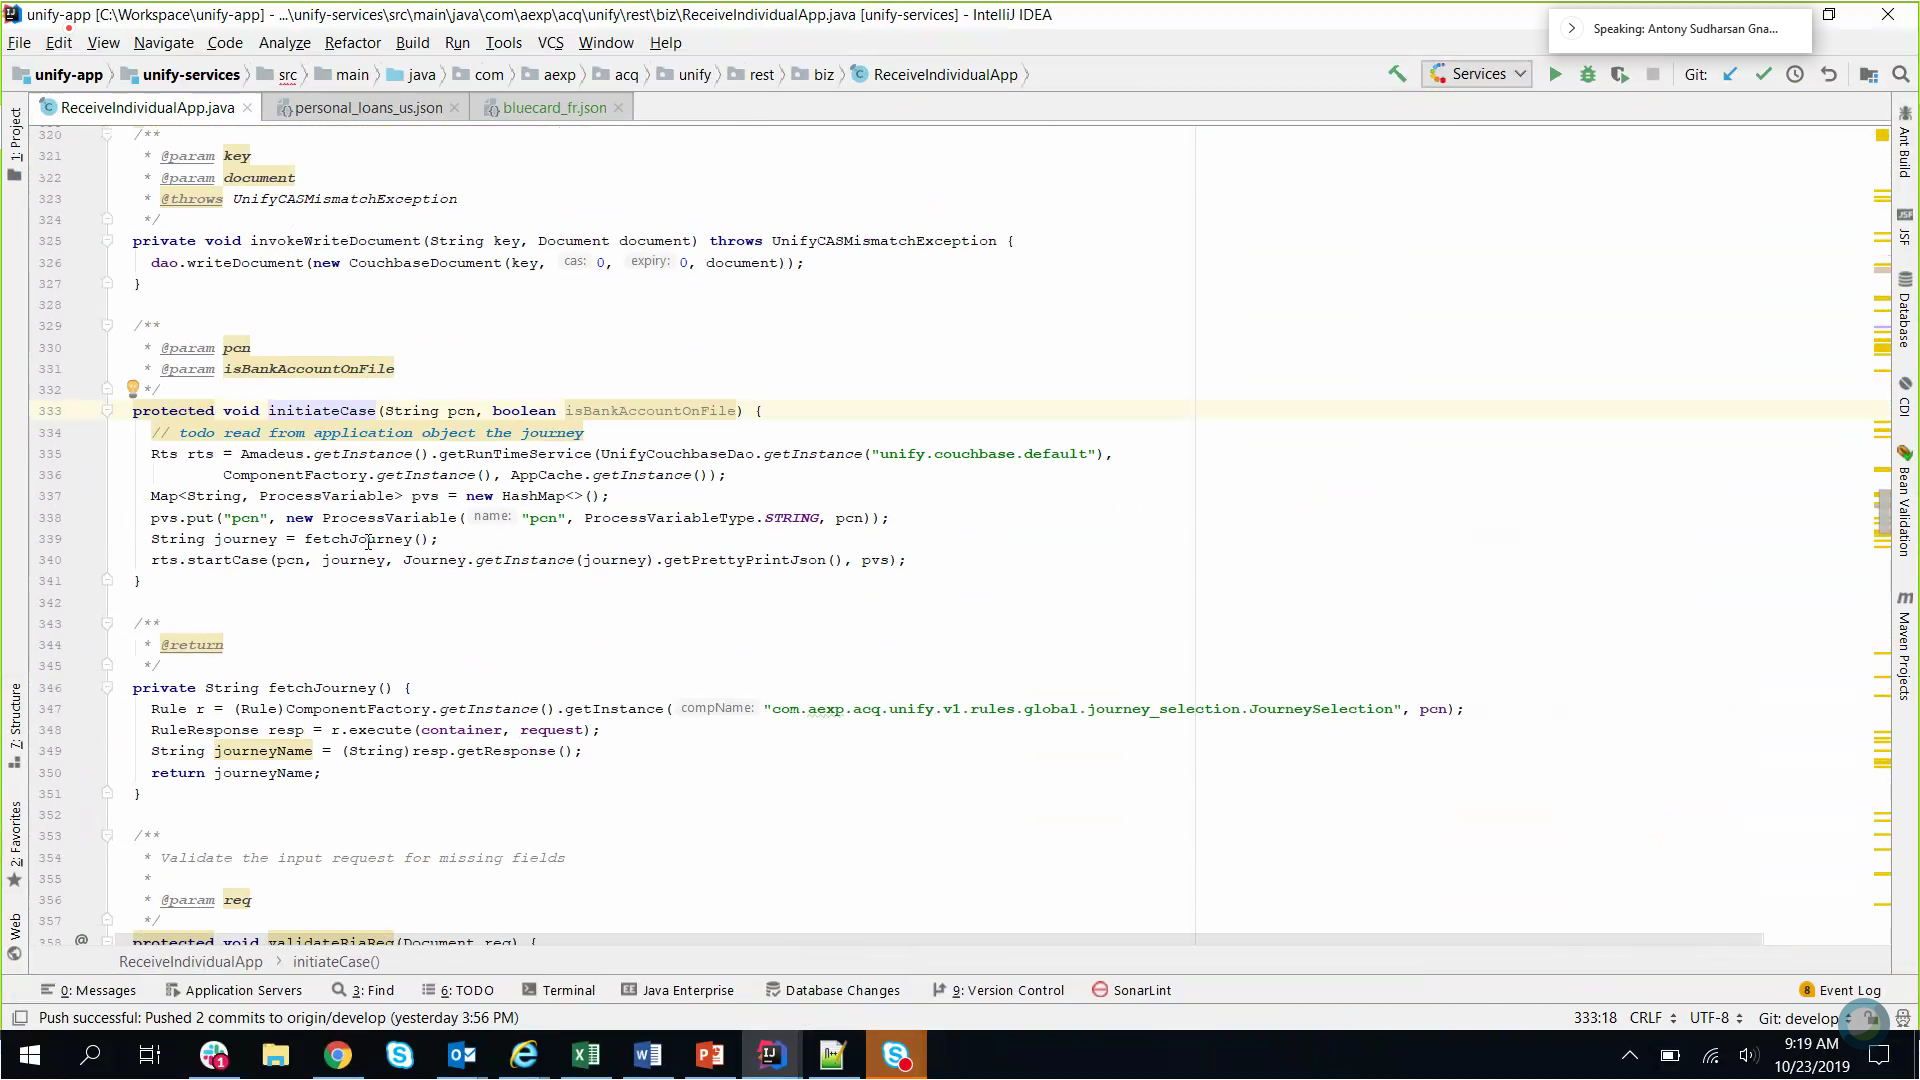 unify-app [C:\Workspace\unify-app] - ...\unify-services\src\main\java\com\aexp\acq\unify\rest\biz\ReceiveIndividualApp.java [unify-services] - IntelliJ IDEA
Speaking: Antony Sudharsan Gna...
File Edit View Navigate Code Analyze Refactor Build Run Tools VCS Window Help
unify-app unify-services src main java com aexp acq unify rest biz ReceiveIndividualApp Services Git:
ReceiveIndividualApp.java personal_loans_us.json bluecard_fr.json
320 /**
321 * @param key
322 * @param document
323 * @throws UnifyCASMismatchException
324 */
325 private void invokeWriteDocument(String key, Document document) throws UnifyCASMismatchException {
326 dao.writeDocument(new CouchbaseDocument(key, cas: 0, expiry: 0, document));
327 }
328
329 /**
330 * @param pcn
331 * @param isBankAccountOnFile
332 */
333 protected void initiateCase(String pcn, boolean isBankAccountOnFile) {
334 // todo read from application object the journey
335 Rts rts = Amadeus.getInstance().getRunTimeService(UnifyCouchbaseDao.getInstance("unify.couchbase.default"),
336 ComponentFactory.getInstance(), AppCache.getInstance());
337 Map<String, ProcessVariable> pvs = new HashMap<>();
338 pvs.put("pcn", new ProcessVariable( name: "pcn", ProcessVariableType.STRING, pcn));
339 String journey = fetchJourney();
340 rts.startCase(pcn, journey, Journey.getInstance(journey).getPrettyPrintJson(), pvs);
341 }
342
343 /**
344 * @return
345 */
346 private String fetchJourney() {
347 Rule r = (Rule)ComponentFactory.getInstance().getInstance( compName: "com.aexp.acq.unify.v1.rules.global.journey_selection.JourneySelection", pcn);
348 RuleResponse resp = r.execute(container, request);
349 String journeyName = (String)resp.getResponse();
350 return journeyName;
351 }
352
353 /**
354 * Validate the input request for missing fields
355 *
356 * @param req
357 */
358 @ protected void validateRiaReq(Document req) {
1: Project
7: Structure
2: Favorites
Web
Ant Build
JSF
Database
CDI
Bean Validation
Maven Projects
ReceiveIndividualApp > initiateCase()
0: Messages Application Servers 3: Find 6: TODO Terminal Java Enterprise Database Changes 9: Version Control SonarLint 8 Event Log
Push successful: Pushed 2 commits to origin/develop (yesterday 3:56 PM) 333:18 CRLF UTF-8 Git: develop
9:19 AM
10/23/2019